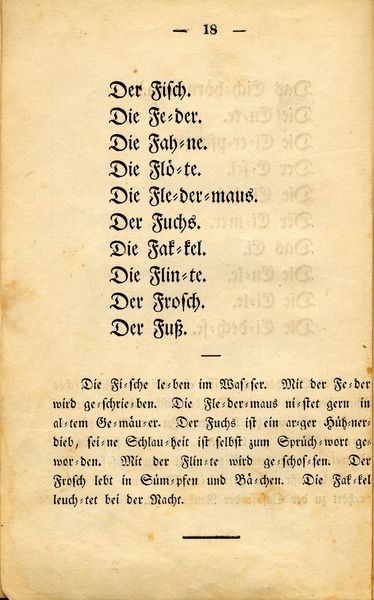 — 18 —
Der Fisch.
Die Fe⸗der.
Die Fah⸗ne.
Die Flö⸗te.
Die Fle⸗der⸗maus.
Der Fuchs.
Die Fak⸗kel.
Die Flin⸗te.
Der Frosch.
Der Fuß.
Die Fi⸗sche le⸗ben im Was⸗ser. Mit der Fe⸗der
wird ge⸗schrie⸗ben. Die Fle⸗der⸗maus ni⸗stet gern in
al⸗tem Ge⸗mäu⸗er. Der Fuchs ist ein ar⸗ger Hüh⸗ner⸗
dieb, sei⸗ne Schlau⸗heit ist selbst zum Sprüch⸗wort ge⸗
wor⸗den. Mit der Flin⸗te wird ge⸗schos⸗sen. Der
Frosch lebt in Süm⸗pfen und Bä⸗chen. Die Fak⸗kel
leuch⸗tet bei der Nacht.